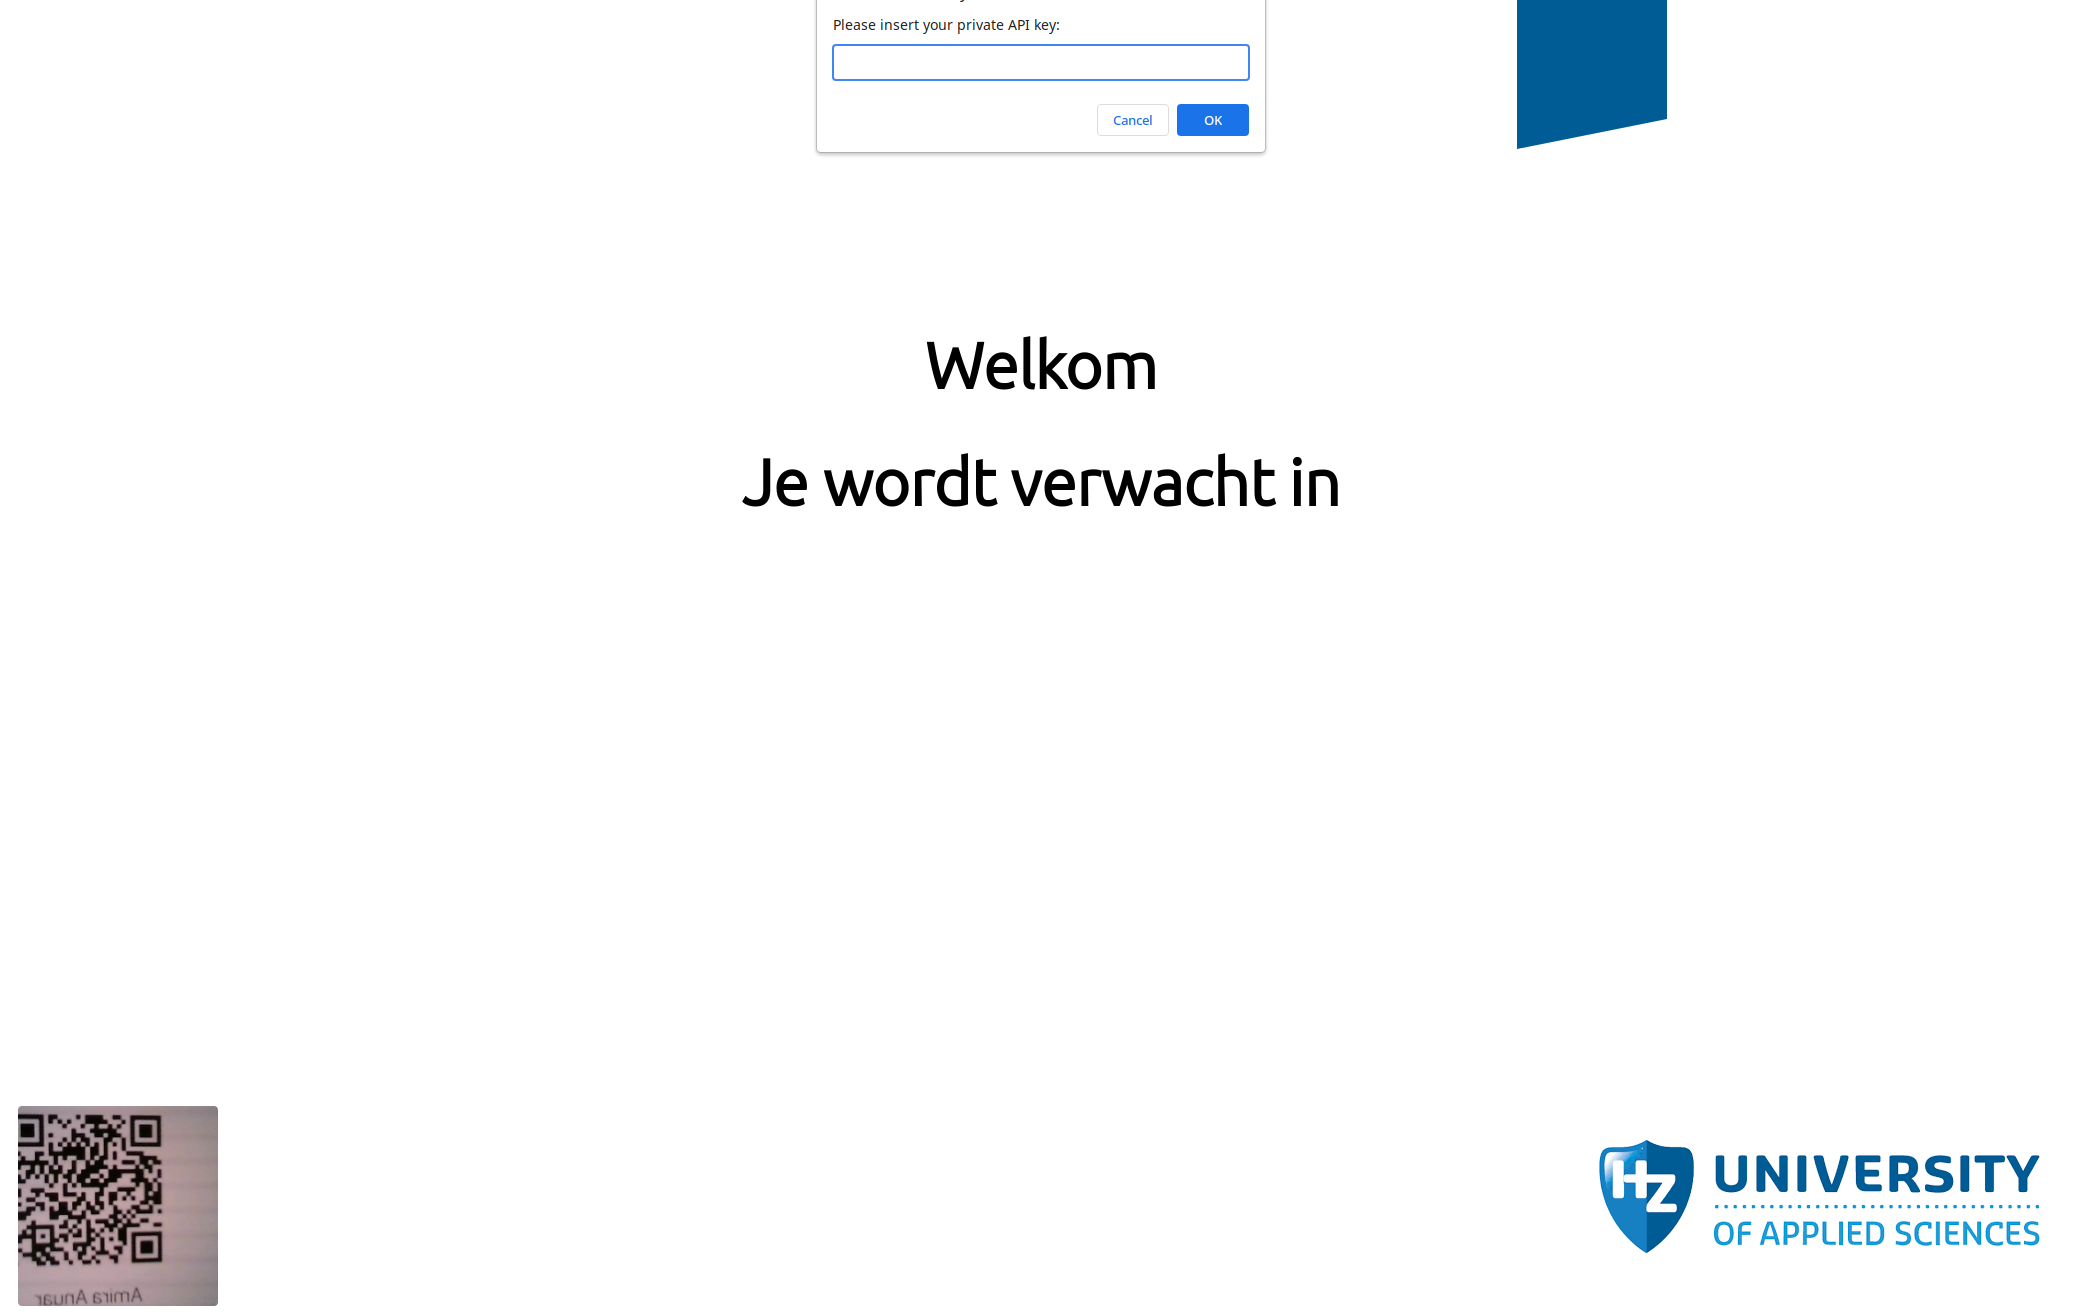 Please insert your private API key:
Cancel
OK
Welkom
Je wordt verwacht in
Amira Anuar
HZ UNIVERSITY
OF APPLIED SCIENCES